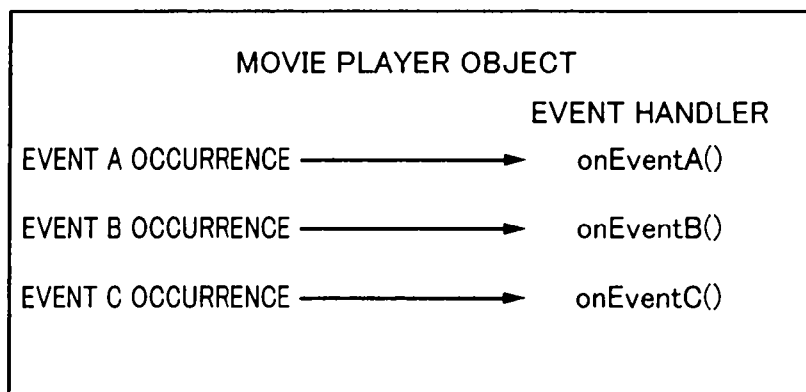 MOVIE PLAYER OBJECT
EVENT HANDLER
EVENT A OCCURRENCE onEventA()
EVENT B OCCURRENCE onEventB()
EVENT C OCCURRENCE onEventC()